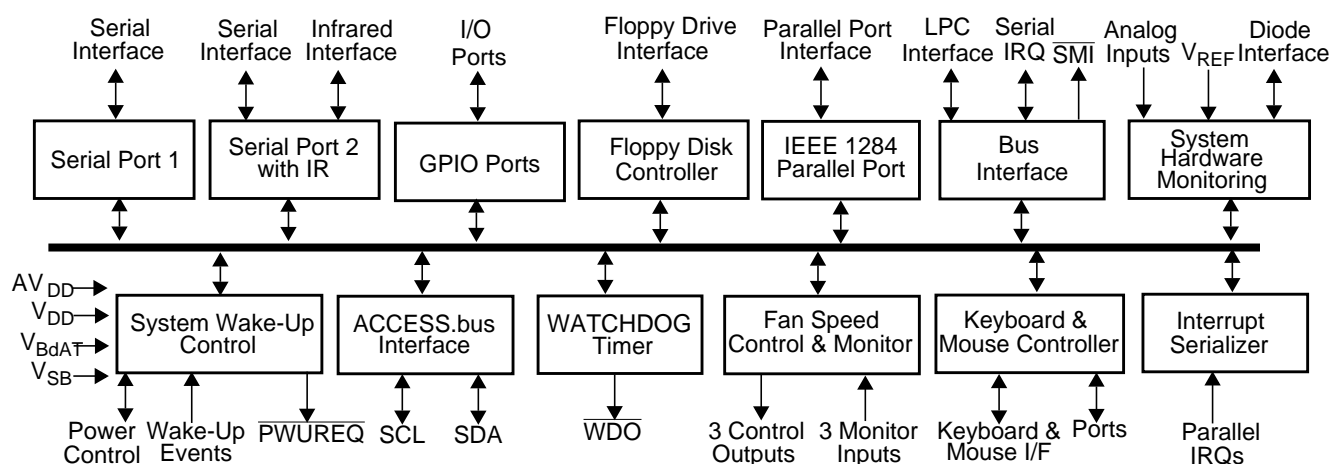 Serial
Interface
Serial
Interface
Infrared
Interface
I/O
Ports
Floppy Drive
Interface
Parallel Port
Interface
LPC
Interface
Serial
IRQ
SMI
Analog
Inputs
VREF
Diode
Interface
Serial Port 1
Serial Port 2
with IR
GPIO Ports
Floppy Disk
Controller
IEEE 1284
Parallel Port
Bus
Interface
System
Hardware
Monitoring
AVDD
VDD
VBdAT
VSB
System Wake-Up
Control
ACCESS.bus
Interface
WATCHDOG
Timer
Fan Speed
Control & Monitor
Keyboard &
Mouse Controller
Interrupt
Serializer
Power
Control
Wake-Up
Events
PWUREQ
SCL
SDA
WDO
3 Control
Outputs
3 Monitor
Inputs
Keyboard &
Mouse I/F
Ports
Parallel
IRQs